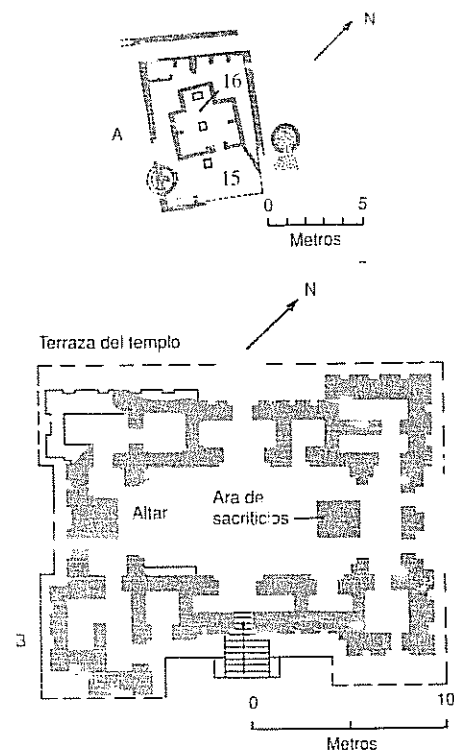 N
16
A
15
0 5
Metros
N
Terraza del templo
Altar
Ara de
sacrificios
0 10
Metros